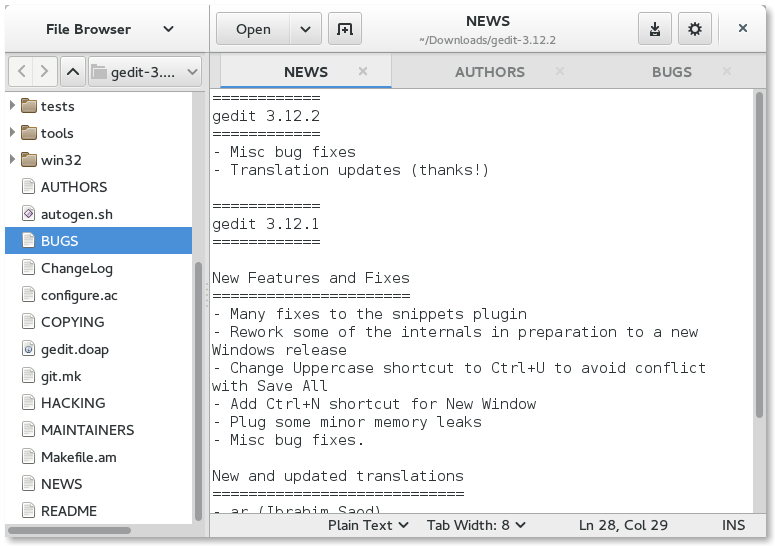 File Browser
Open
NEWS
~/Downloads/gedit-3.12.2
gedit-3....
NEWS
AUTHORS
BUGS
tests
tools
win32
AUTHORS
autogen.sh
BUGS
ChangeLog
configure.ac
COPYING
gedit.doap
git.mk
HACKING
MAINTAINERS
Makefile.am
NEWS
README
============
gedit 3.12.2
============
- Misc bug fixes
- Translation updates (thanks!)
============
gedit 3.12.1
============
New Features and Fixes
======================
- Many fixes to the snippets plugin
- Rework some of the internals in preparation to a new
Windows release
- Change Uppercase shortcut to Ctrl+U to avoid conflict
with Save All
- Add Ctrl+N shortcut for New Window
- Plug some minor memory leaks
- Misc bug fixes.
New and updated translations
============================
- ar (Ibrahim Saed)
Plain Text
Tab Width: 8
Ln 28, Col 29
INS